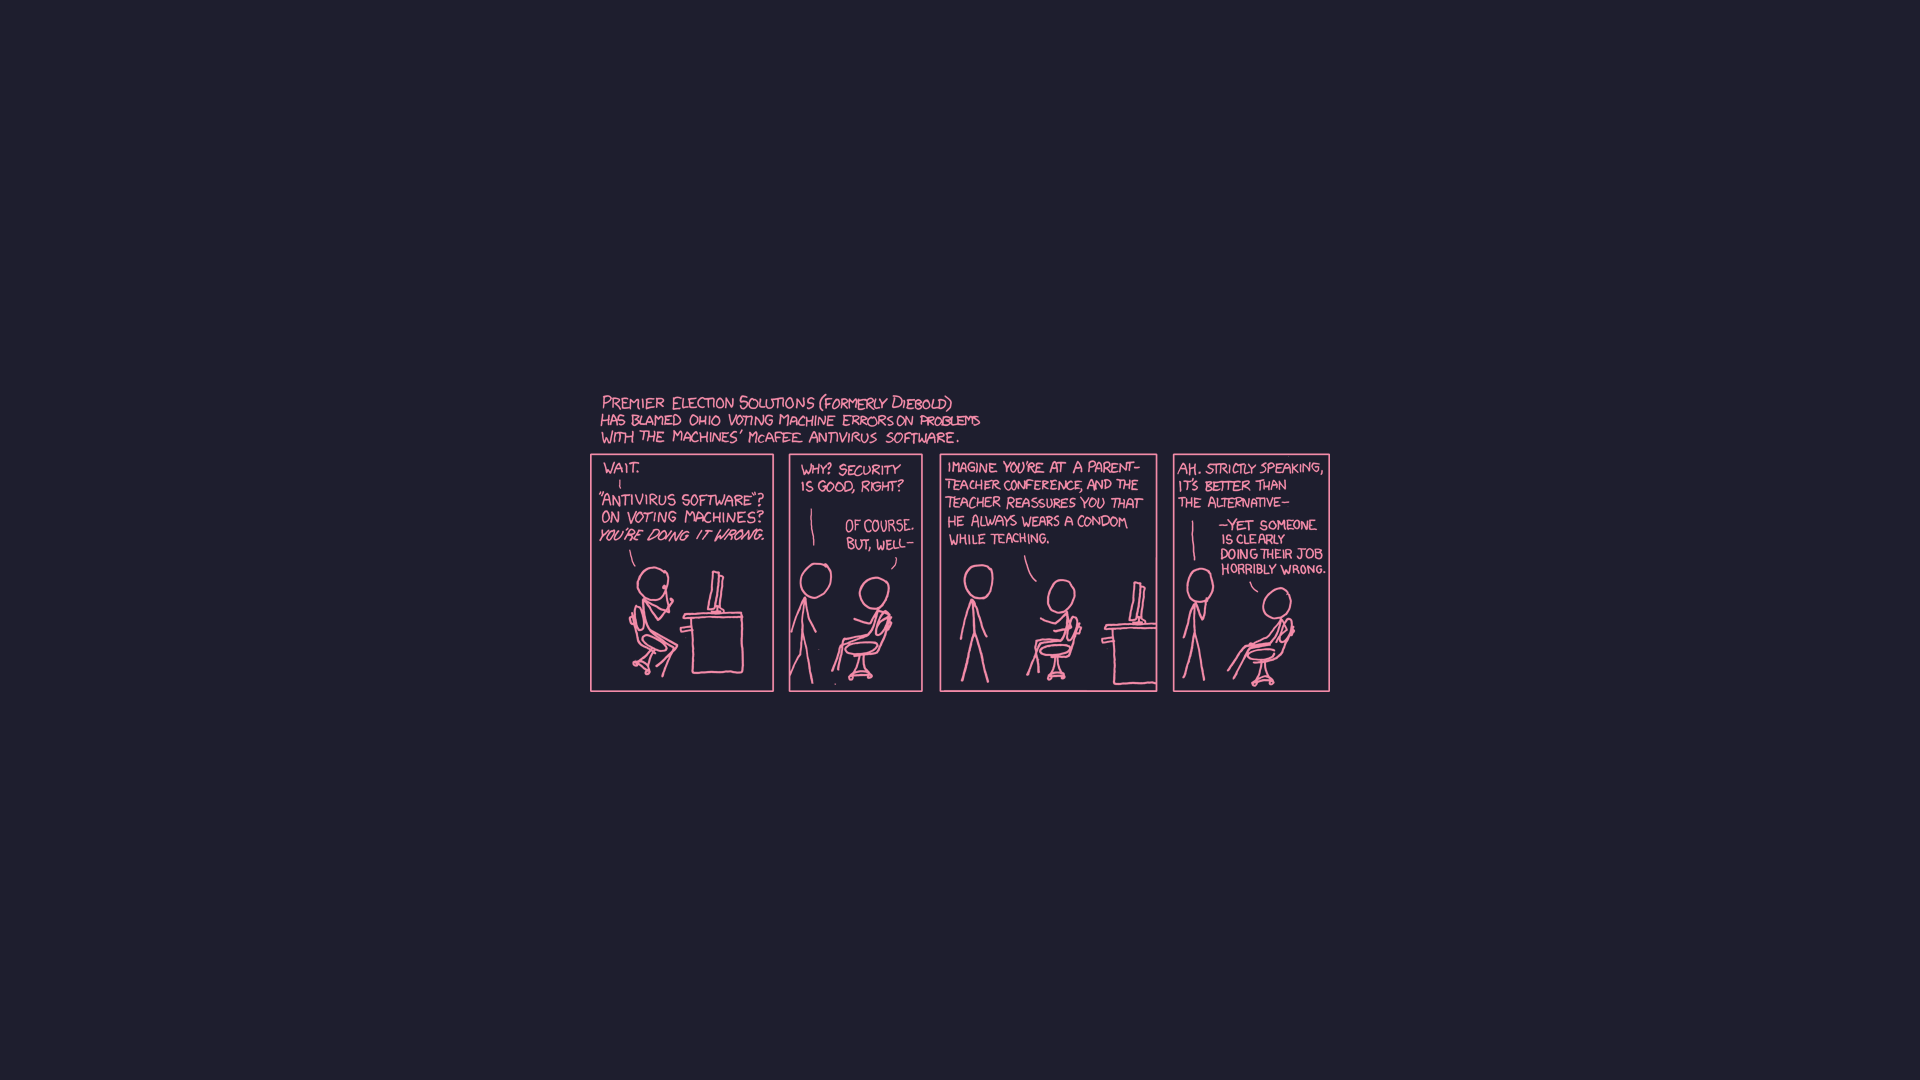 PREMIER ELECTION SOLUTIONS (FORMERLY DIEBOLD)
HAS BLAMED OHIO VOTING MACHINE ERRORS ON PROBLEMS
WITH THE MACHINES' MCAFEE ANTIVIRUS SOFTWARE.
WAIT.
"ANTIVIRUS SOFTWARE"?
ON VOTING MACHINES?
YOU'RE DOING IT WRONG.
WHY? SECURITY
IS GOOD, RIGHT?
OF COURSE.
BUT, WELL—
IMAGINE YOU'RE AT A PARENT-
TEACHER CONFERENCE, AND THE
TEACHER REASSURES YOU THAT
HE ALWAYS WEARS A CONDOM
WHILE TEACHING.
AH. STRICTLY SPEAKING,
IT'S BETTER THAN
THE ALTERNATIVE—
—YET SOMEONE
IS CLEARLY
DOING THEIR JOB
HORRIBLY WRONG.